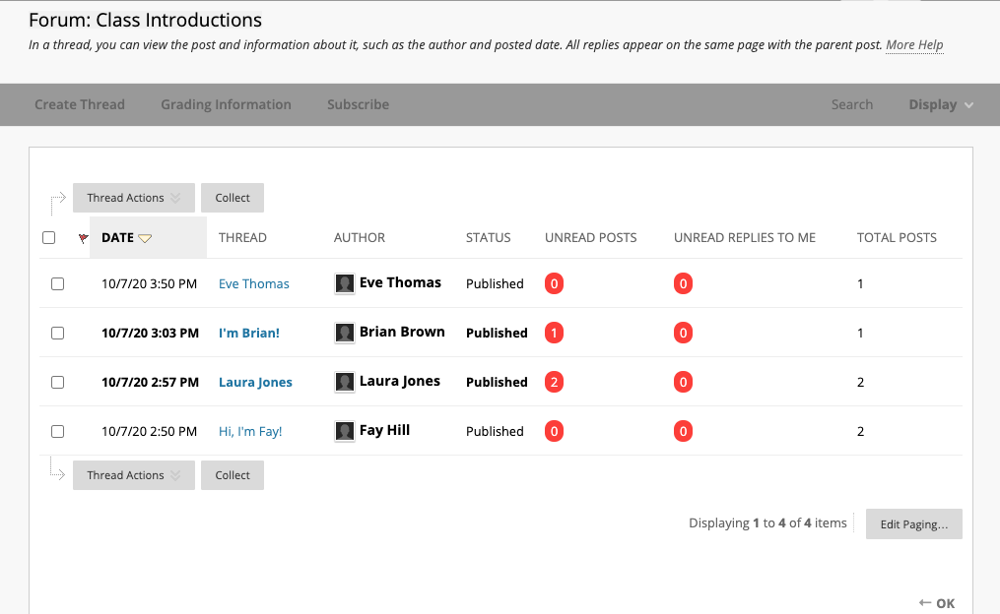 Forum: Class Introductions
In a thread, you can view the post and information about it, such as the author and posted date. All replies appear on the same page with the parent post. More Help
Create Thread Grading Information Subscribe Search Display
Thread Actions Collect
DATE THREAD AUTHOR STATUS UNREAD POSTS UNREAD REPLIES TO ME TOTAL POSTS
10/7/20 3:50 PM Eve Thomas Eve Thomas Published 0 0 1
10/7/20 3:03 PM I'm Brian! Brian Brown Published 1 0 1
10/7/20 2:57 PM Laura Jones Laura Jones Published 2 0 2
10/7/20 2:50 PM Hi, I'm Fay! Fay Hill Published 0 0 2
Thread Actions Collect
Displaying 1 to 4 of 4 items Edit Paging...
← OK